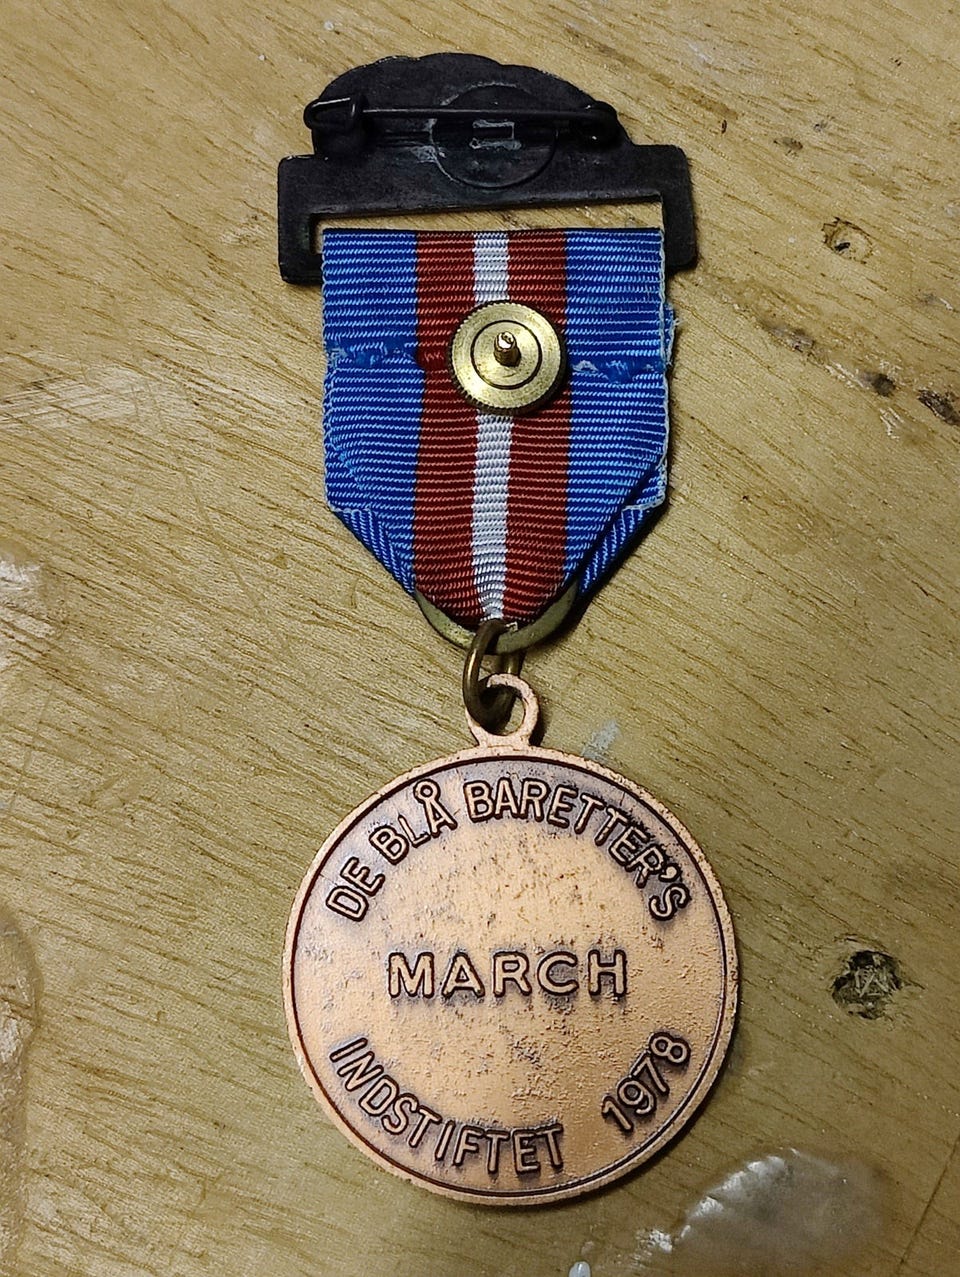 DE BLÅ BARETTER'S
MARCH
INDSTIFTET 1978